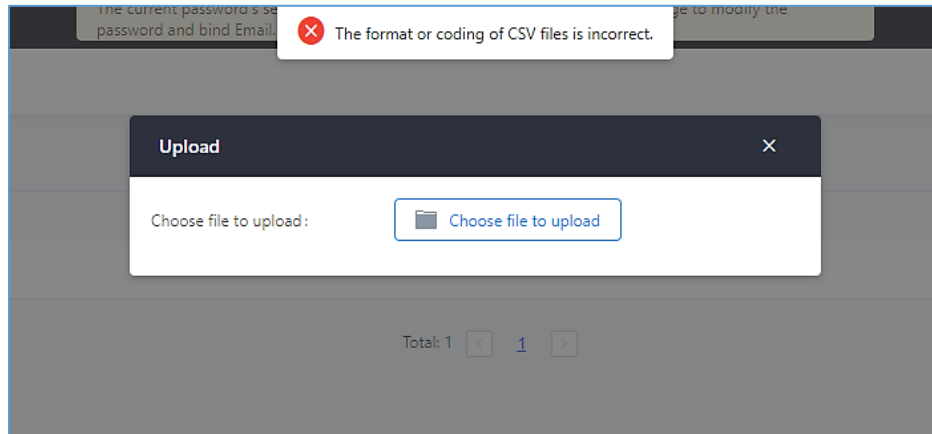 The current password's se
ge to modify the
password and bind Email.
The format or coding of CSV files is incorrect.
Upload
Choose file to upload:
Choose file to upload
Total: 1 < 1 >